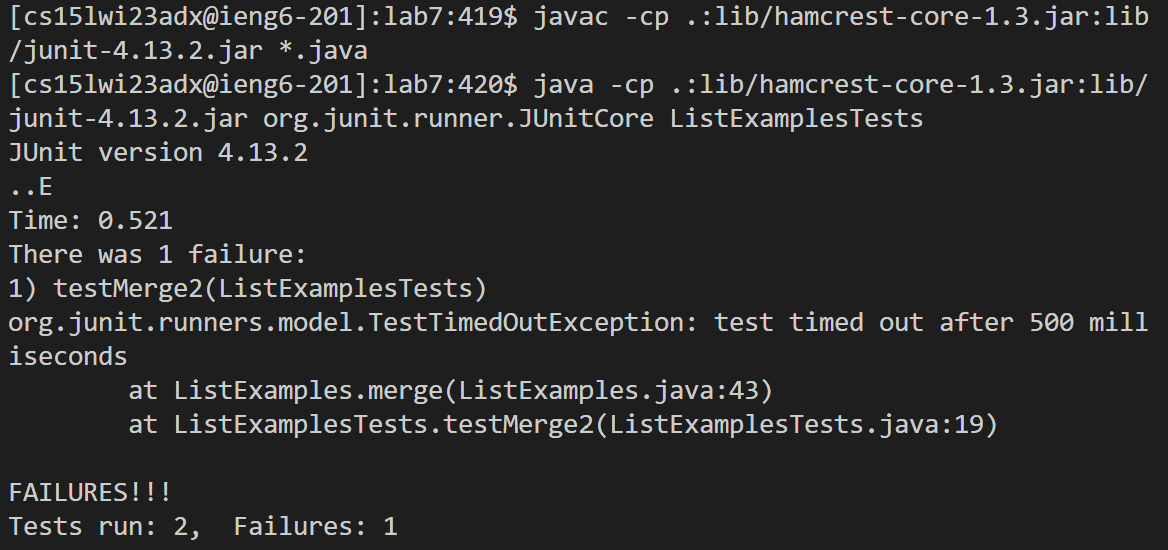 [cs15lwi23adx@ieng6-201]:lab7:419$ javac -cp .:lib/hamcrest-core-1.3.jar:lib
/junit-4.13.2.jar *.java
[cs15lwi23adx@ieng6-201]:lab7:420$ java -cp .:lib/hamcrest-core-1.3.jar:lib/
junit-4.13.2.jar org.junit.runner.JUnitCore ListExamplesTests
JUnit version 4.13.2
..E
Time: 0.521
There was 1 failure:
1) testMerge2(ListExamplesTests)
org.junit.runners.model.TestTimedOutException: test timed out after 500 mill
iseconds
        at ListExamples.merge(ListExamples.java:43)
        at ListExamplesTests.testMerge2(ListExamplesTests.java:19)

FAILURES!!!
Tests run: 2,  Failures: 1